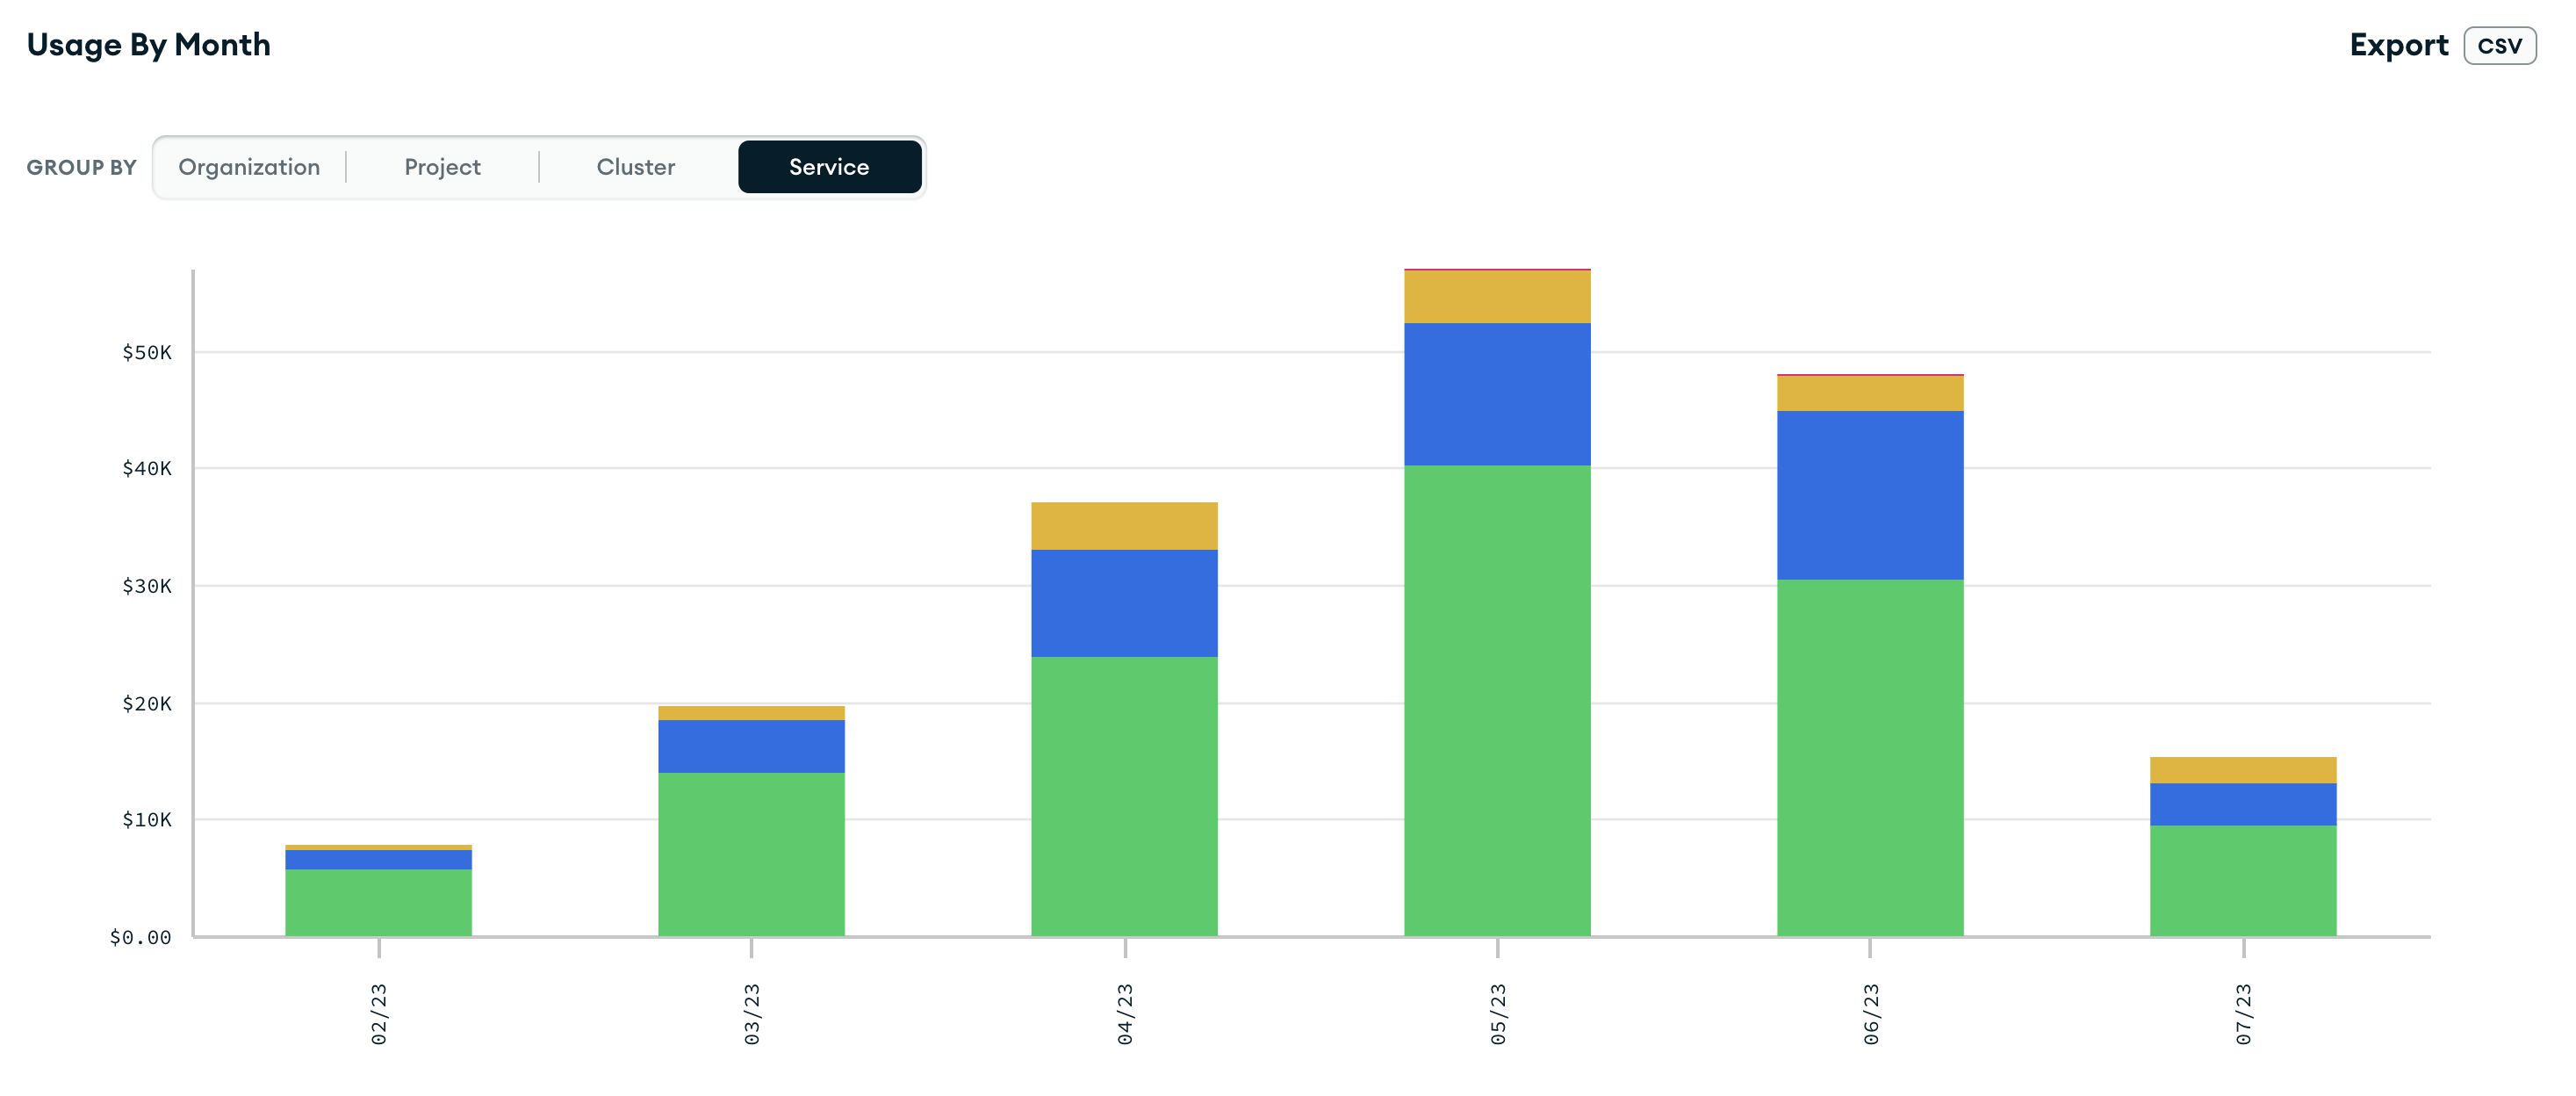 Usage By Month
Export CSV
GROUP BY Organization Project Cluster Service
$50K
$40K
$30K
$20K
$10K
$0.00
02/23 03/23 04/23 05/23 06/23 07/23